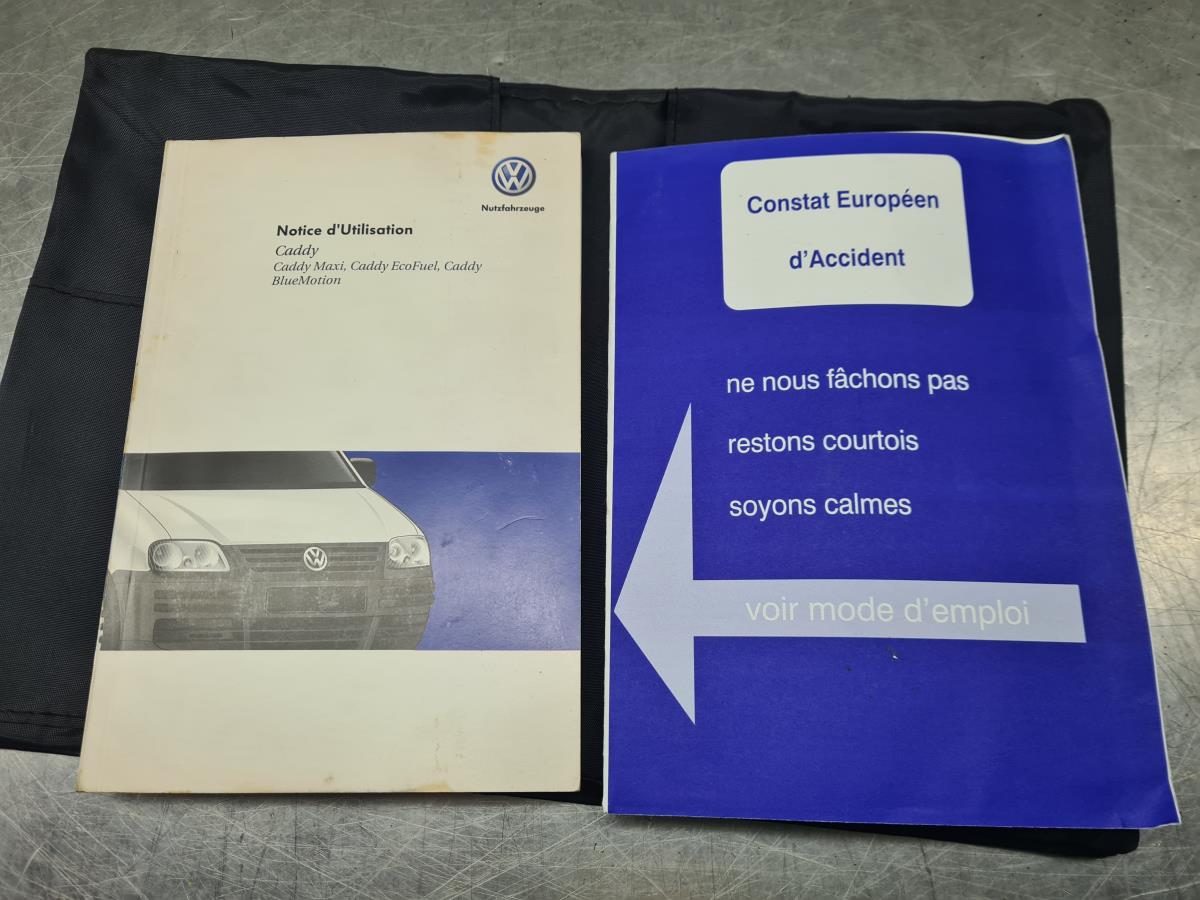 Nutzfahrzeuge
Notice d'Utilisation
Caddy
Caddy Maxi, Caddy EcoFuel, Caddy
BlueMotion
Constat Européen
d'Accident
ne nous fâchons pas
restons courtois
soyons calmes
voir mode d'emploi